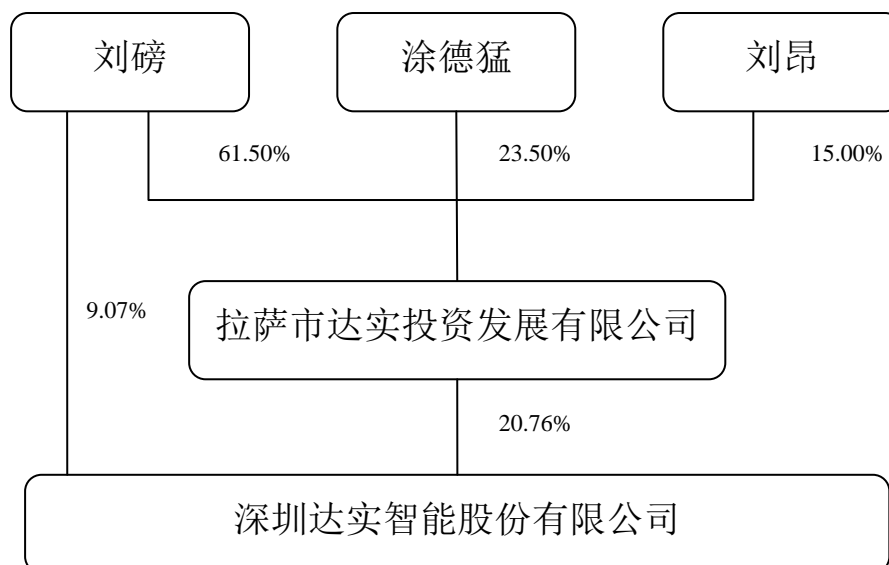 刘磅
涂德猛
刘昂
61.50%
23.50%
15.00%
9.07%
拉萨市达实投资发展有限公司
20.76%
深圳达实智能股份有限公司